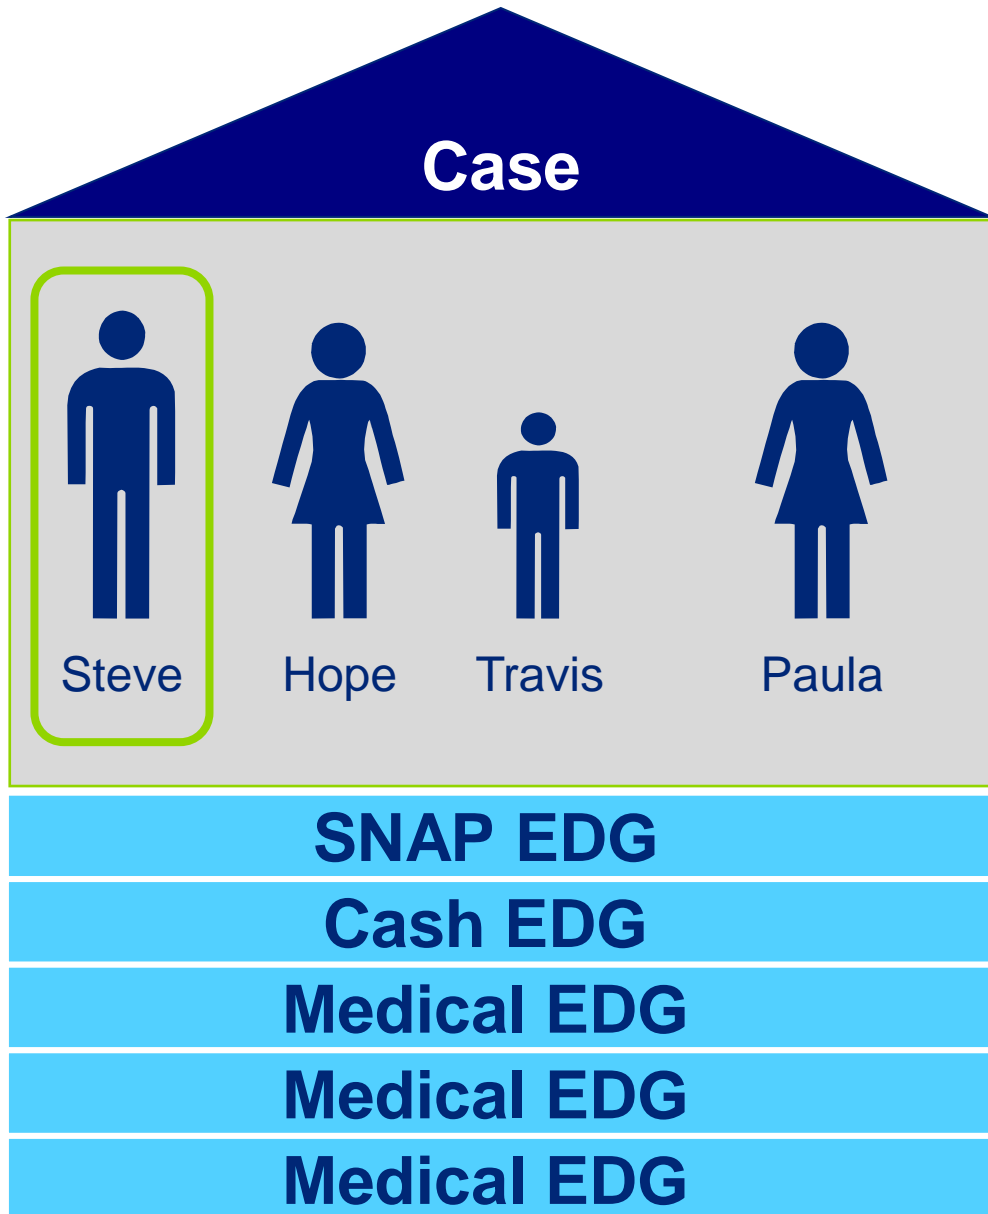 Case
Steve Hope Travis Paula
SNAP EDG
Cash EDG
Medical EDG
Medical EDG
Medical EDG